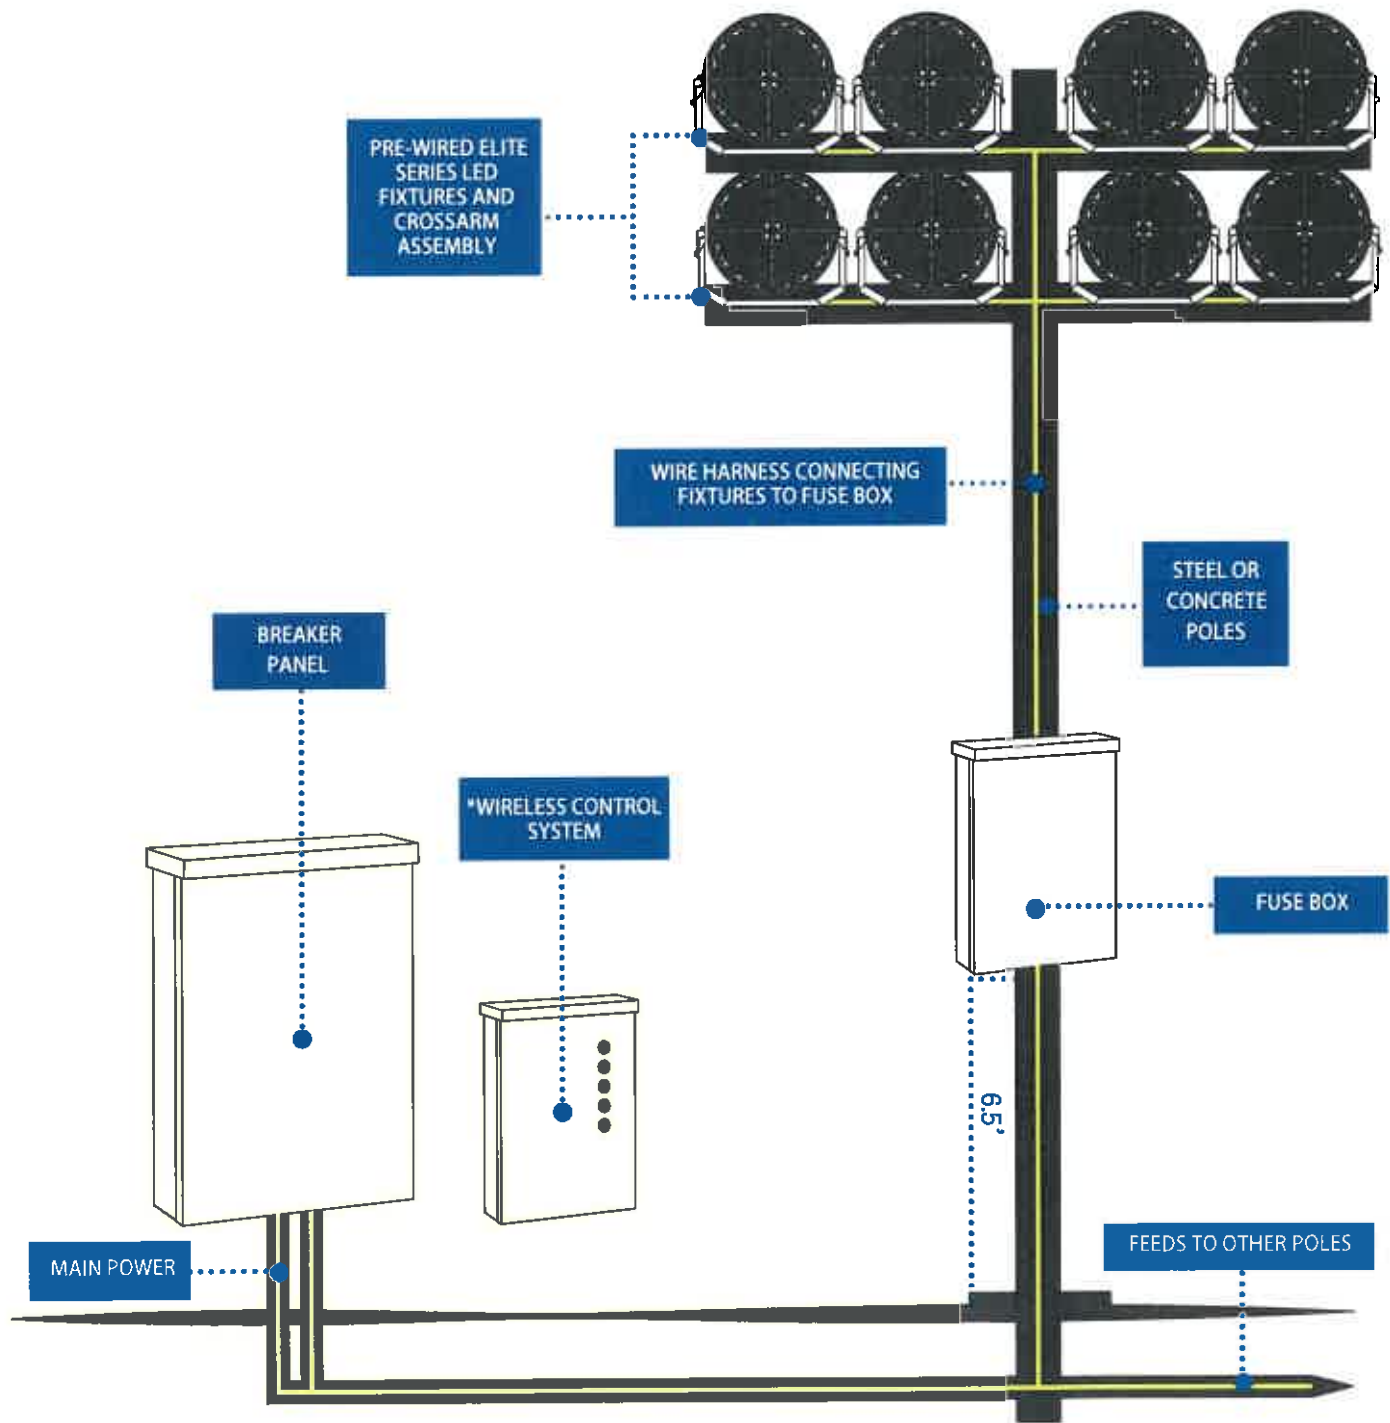 PRE-WIRED ELITE
SERIES LED
FIXTURES AND
CROSSARM
ASSEMBLY
WIRE HARNESS CONNECTING
FIXTURES TO FUSE BOX
STEEL OR
CONCRETE
POLES
BREAKER
PANEL
*WIRELESS CONTROL
SYSTEM
FUSE BOX
6.5'
MAIN POWER
FEEDS TO OTHER POLES